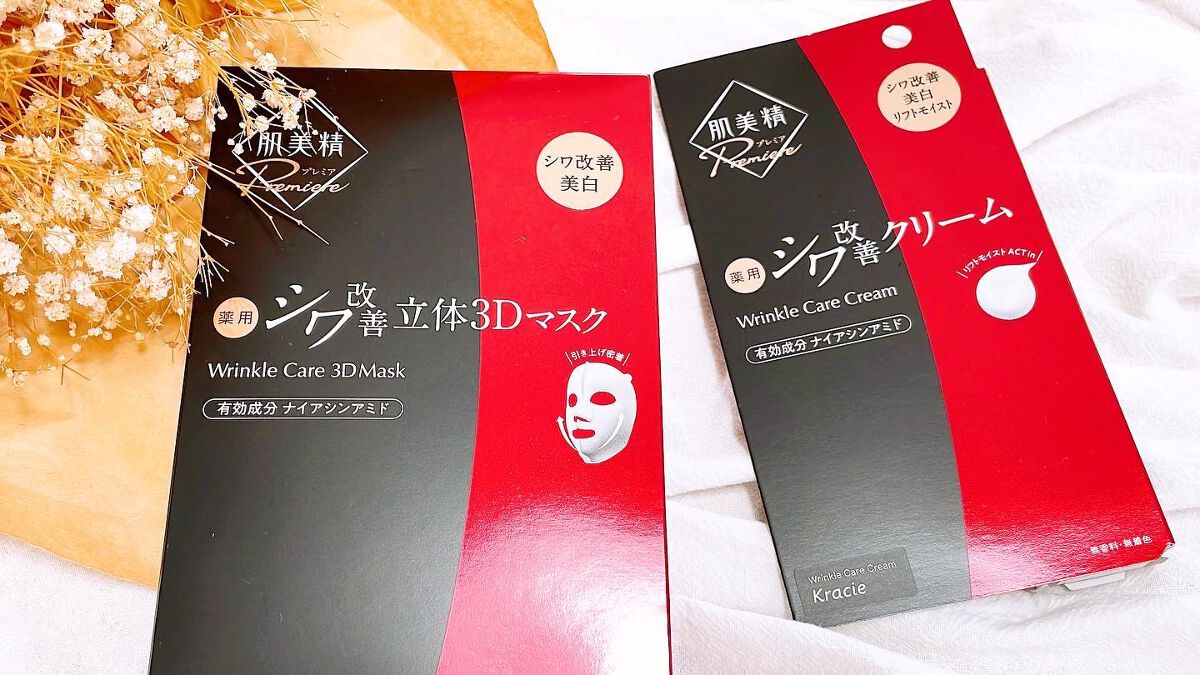 肌美精
プレミア
Premiere
シワ改善
美白
薬用
シワ改善立体3Dマスク
Wrinkle Care 3D Mask
有効成分 ナイアシンアミド
引き上げ密着
肌美精
プレミア
Premiere
シワ改善
美白
リフトモイスト
薬用
シワ改善クリーム
Wrinkle Care Cream
有効成分 ナイアシンアミド
リフトモイストACTin
無香料・無着色
Wrinkle Care Cream
Kracie